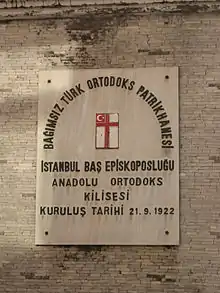 BAĞIMSIZ TÜRK ORTODOKS PATRİKHANESİ
İSTANBUL BAŞ EPİSKOPOSLUĞU
ANADOLU ORTODOKS
KİLİSESİ
KURULUŞ TARİHİ 21.9.1922